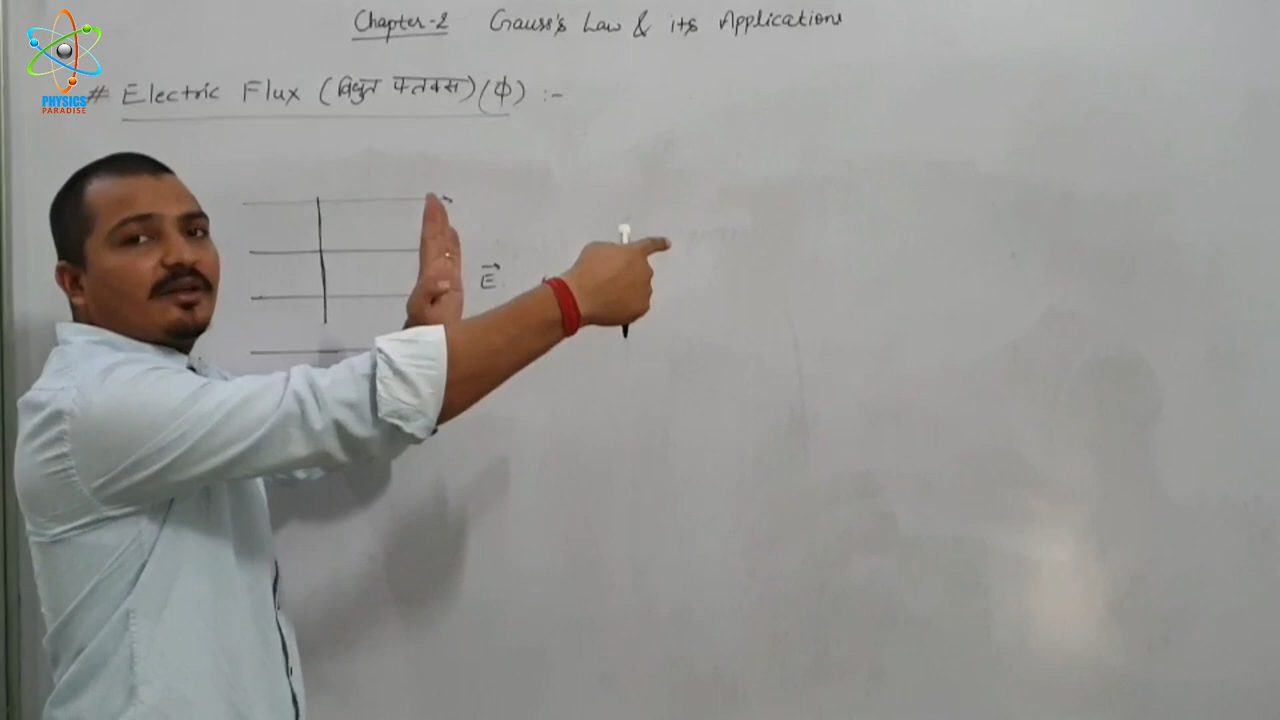 Chapter-2 Gauss's Law & its Applications
PHYSICS
PARADISE
# Electric Flux (विधुत फ्लक्स) (ϕ) :-
E